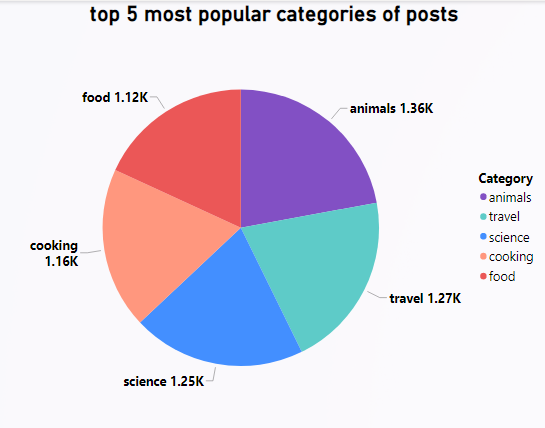 top 5 most popular categories of posts
food 1.12K
animals 1.36K
Category
animals
travel
science
cooking
food
cooking
1.16K
travel 1.27K
science 1.25K